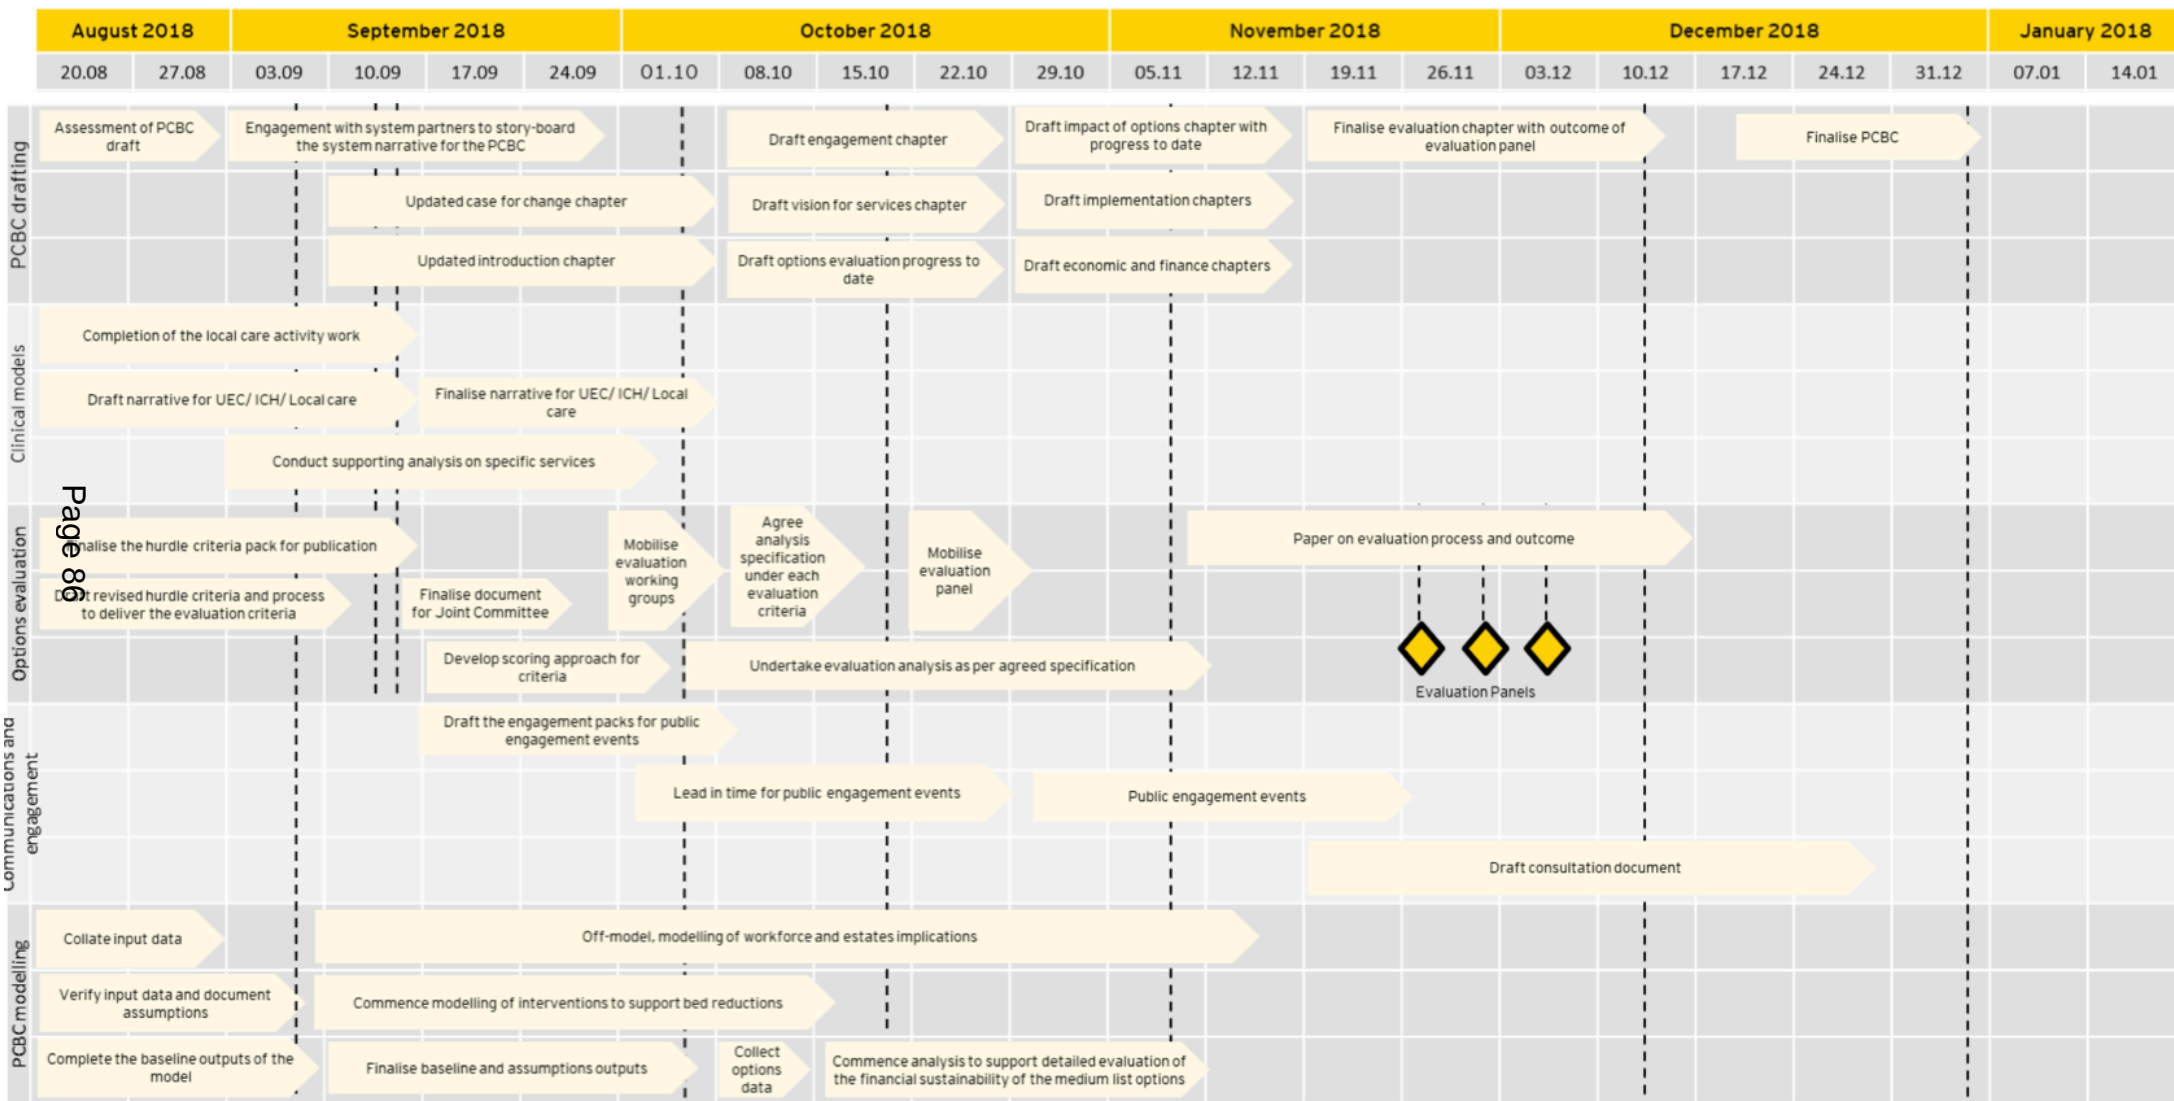 August 2018
September 2018
October 2018
November 2018
December 2018
January 2018
20.08
27.08
03.09
10.09
17.09
24.09
01.10
08.10
15.10
22.10
29.10
05.11
12.11
19.11
26.11
03.12
10.12
17.12
24.12
31.12
07.01
14.01
PCBC drafting
Assessment of PCBC
draft
Engagement with system partners to story-board
the system narrative for the PCBC
Draft engagement chapter
Draft impact of options chapter with
progress to date
Finalise evaluation chapter with outcome of
evaluation panel
Finalise PCBC
Updated case for change chapter
Draft vision for services chapter
Draft implementation chapters
Updated introduction chapter
Draft options evaluation progress to
date
Draft economic and finance chapters
Clinical models
Completion of the local care activity work
Draft narrative for UEC/ ICH/ Local care
Finalise narrative for UEC/ ICH/ Local
care
Conduct supporting analysis on specific services
Page 86
Options evaluation
Finalise the hurdle criteria pack for publication
Draft revised hurdle criteria and process
to deliver the evaluation criteria
Finalise document
for Joint Committee
Mobilise
evaluation
working
groups
Agree
analysis
specification
under each
evaluation
criteria
Mobilise
evaluation
panel
Paper on evaluation process and outcome
Develop scoring approach for
criteria
Undertake evaluation analysis as per agreed specification
Evaluation Panels
Communications and
engagement
Draft the engagement packs for public
engagement events
Lead in time for public engagement events
Public engagement events
Draft consultation document
PCBC modelling
Collate input data
Off-model, modelling of workforce and estates implications
Verify input data and document
assumptions
Commence modelling of interventions to support bed reductions
Complete the baseline outputs of the
model
Finalise baseline and assumptions outputs
Collect
options
data
Commence analysis to support detailed evaluation of
the financial sustainability of the medium list options